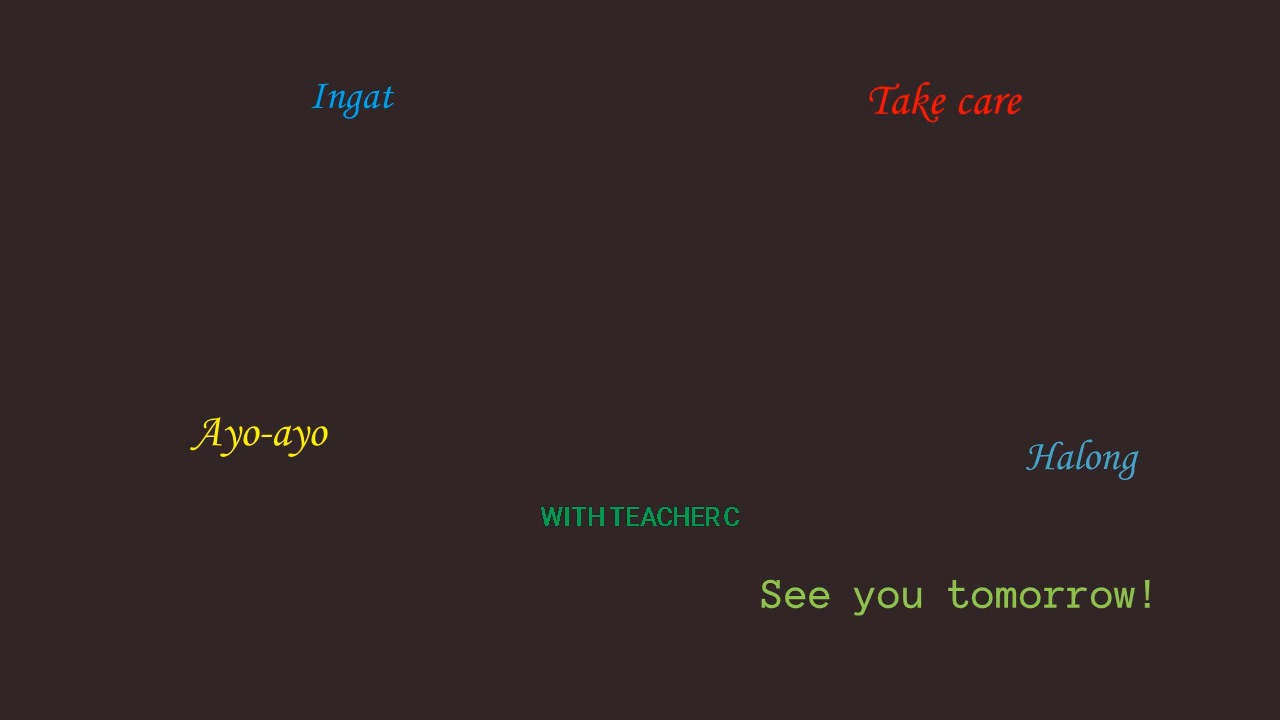 Ingat
Take care
Ayo-ayo
Halong
WITH TEACHER C
See you tomorrow!